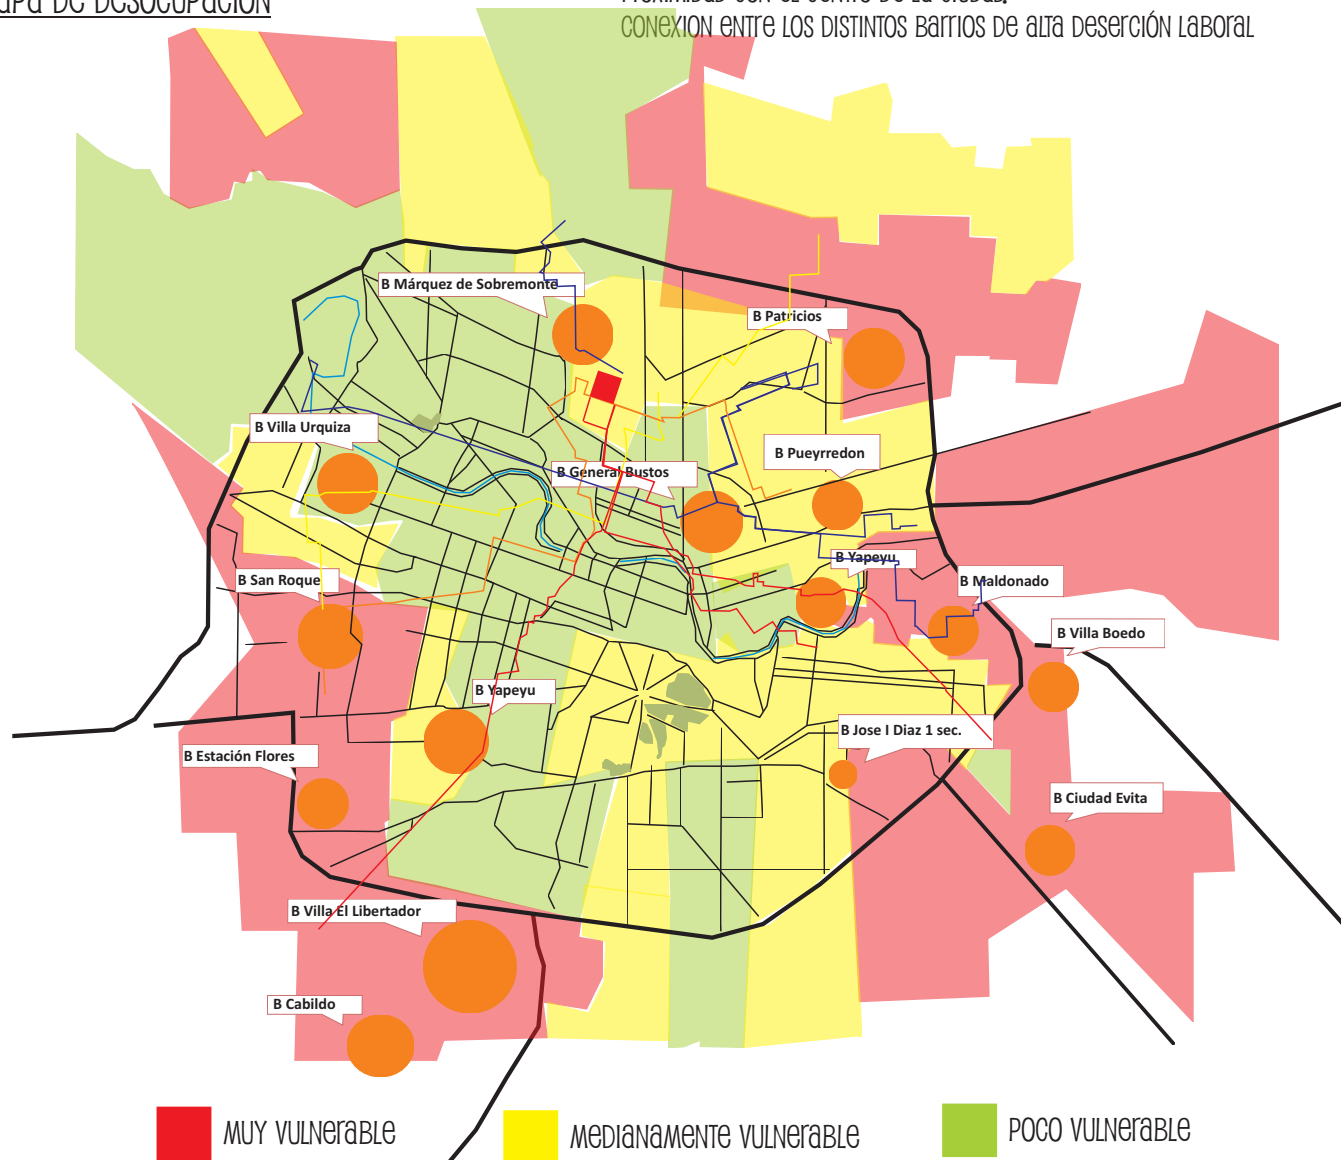 DE DESOCUPACIÓN
CONEXION ENTRE LOS DISTINTOS BARRIOS DE ALTA DESERCIÓN LABORAL
B Márquez de Sobremonte
B Patricios
B Villa Urquiza
B Pueyrredon
B General Bustos
B Yapeyu
B San Roque
B Maldonado
B Villa Boedo
B Yapeyu
B Jose I Diaz 1 sec.
B Estación Flores
B Ciudad Evita
B Villa El Libertador
B Cabildo
MUY VULNERABLE
MEDIANAMENTE VULNERABLE
POCO VULNERABLE